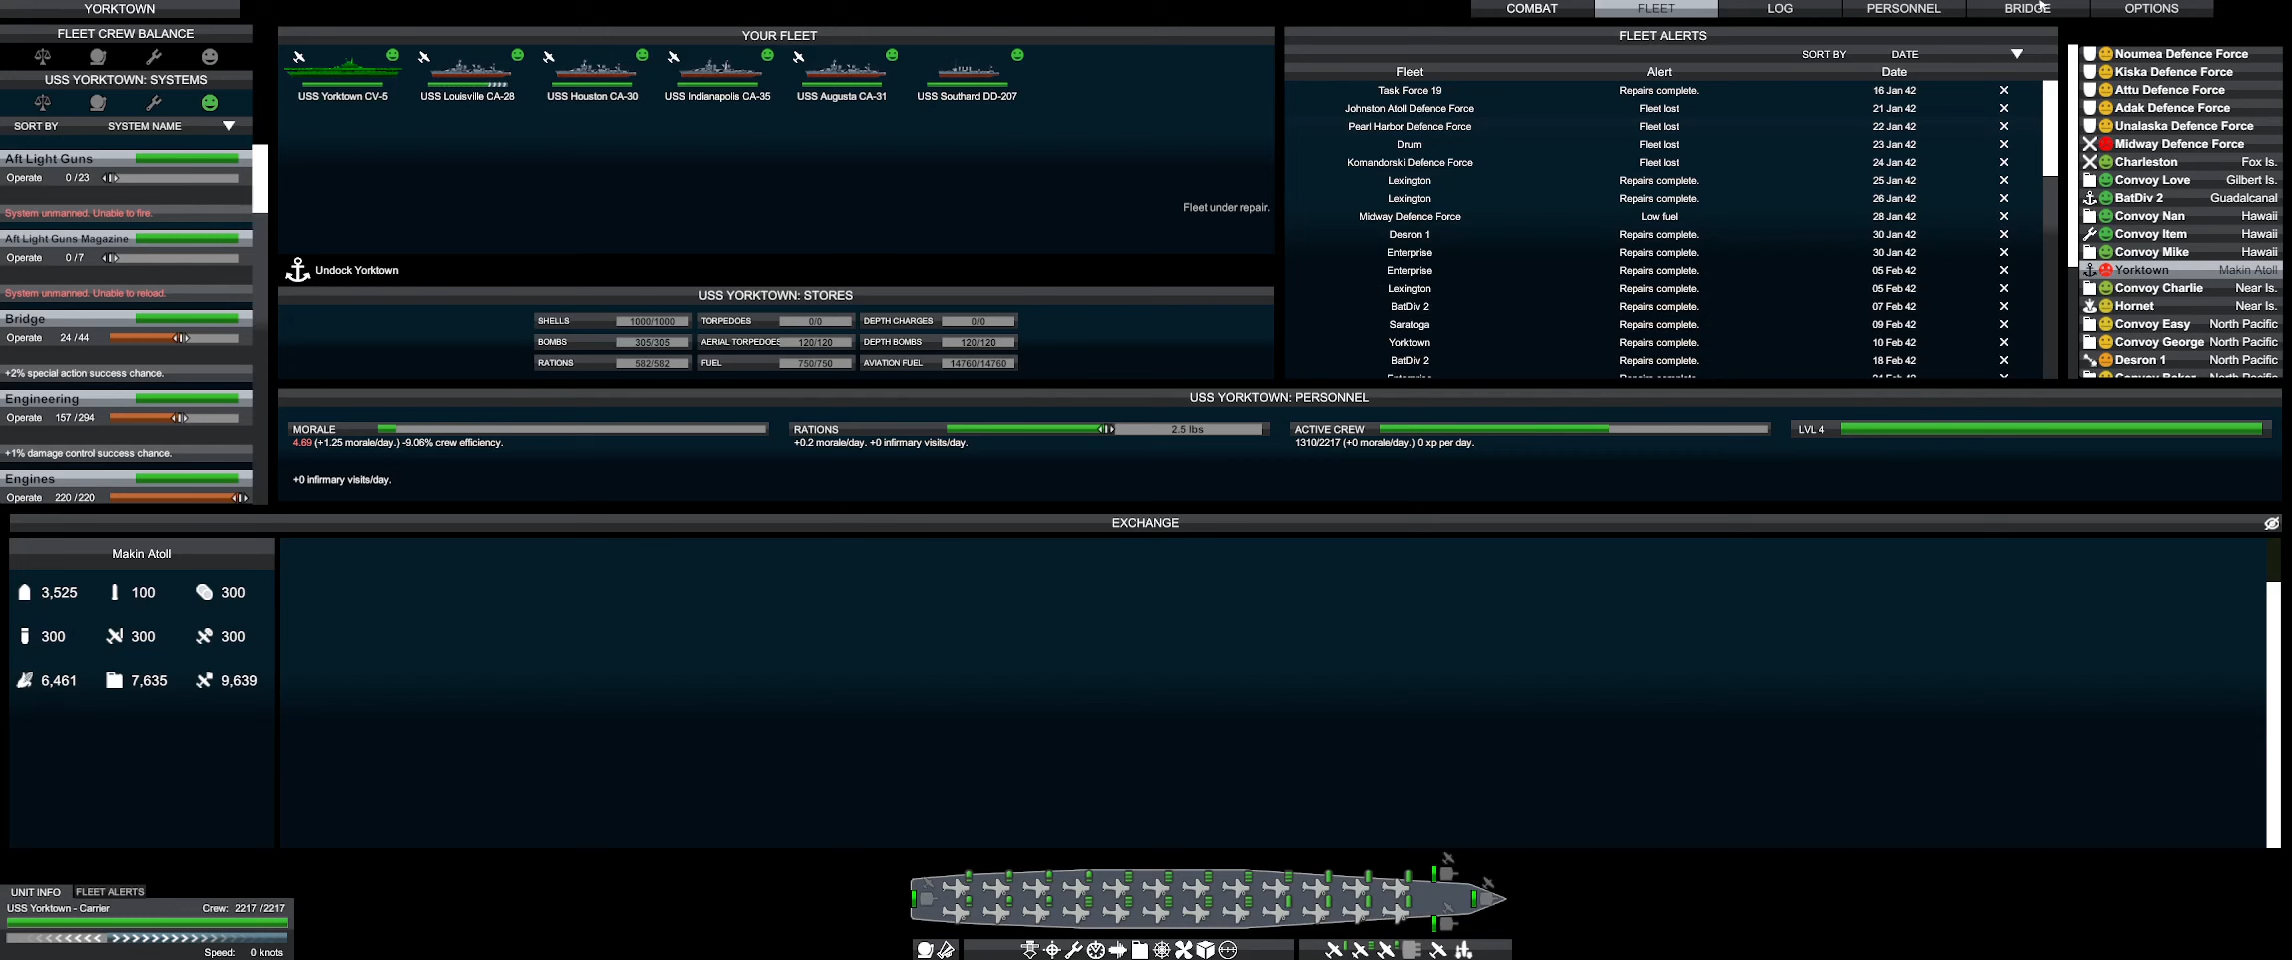 YORKTOWN
COMBAT FLEET LOG PERSONNEL BRIDGE OPTIONS
FLEET CREW BALANCE
USS YORKTOWN: SYSTEMS
SORT BY SYSTEM NAME
Aft Light Guns
Operate 0 /23
System unmanned. Unable to fire.
Aft Light Guns Magazine
Operate 0 /7
System unmanned. Unable to reload.
Bridge
Operate 24 /44
+2% special action success chance.
Engineering
Operate 157 /294
+1% damage control success chance.
Engines
Operate 220 /220
YOUR FLEET
USS Yorktown CV-5
USS Louisville CA-28
USS Houston CA-30
USS Indianapolis CA-35
USS Augusta CA-31
USS Southard DD-207
Fleet under repair.
Undock Yorktown
USS YORKTOWN: STORES
SHELLS 1000/1000 TORPEDOES 0/0 DEPTH CHARGES 0/0
BOMBS 305/305 AERIAL TORPEDOES 120/120 DEPTH BOMBS 120/120
RATIONS 582/582 FUEL 750/750 AVIATION FUEL 14760/14760
FLEET ALERTS
SORT BY DATE
Fleet Alert Date
Task Force 19 Repairs complete. 16 Jan 42
Johnston Atoll Defence Force Fleet lost 21 Jan 42
Pearl Harbor Defence Force Fleet lost 22 Jan 42
Drum Fleet lost 23 Jan 42
Komandorski Defence Force Fleet lost 24 Jan 42
Lexington Repairs complete. 25 Jan 42
Lexington Repairs complete. 26 Jan 42
Midway Defence Force Low fuel 28 Jan 42
Desron 1 Repairs complete. 30 Jan 42
Enterprise Repairs complete. 30 Jan 42
Enterprise Repairs complete. 05 Feb 42
Lexington Repairs complete. 05 Feb 42
BatDiv 2 Repairs complete. 07 Feb 42
Saratoga Repairs complete. 09 Feb 42
Yorktown Repairs complete. 10 Feb 42
BatDiv 2 Repairs complete. 18 Feb 42
Enterprise Repairs complete.
Noumea Defence Force
Kiska Defence Force
Attu Defence Force
Adak Defence Force
Unalaska Defence Force
Midway Defence Force
Charleston Fox Is.
Convoy Love Gilbert Is.
BatDiv 2 Guadalcanal
Convoy Nan Hawaii
Convoy Item Hawaii
Convoy Mike Hawaii
Yorktown Makin Atoll
Convoy Charlie Near Is.
Hornet Near Is.
Convoy Easy North Pacific
Convoy George North Pacific
Desron 1 North Pacific
Convoy Baker North Pacific
USS YORKTOWN: PERSONNEL
MORALE
4.69 (+1.25 morale/day.) -9.06% crew efficiency.
+0 infirmary visits/day.
RATIONS 2.5 lbs
+0.2 morale/day. +0 infirmary visits/day.
ACTIVE CREW
1310/2217 (+0 morale/day.) 0 xp per day.
LVL 4
EXCHANGE
Makin Atoll
3,525 100 300
300 300 300
6,461 7,635 9,639
UNIT INFO FLEET ALERTS
USS Yorktown - Carrier Crew: 2217 /2217
Speed: 0 knots